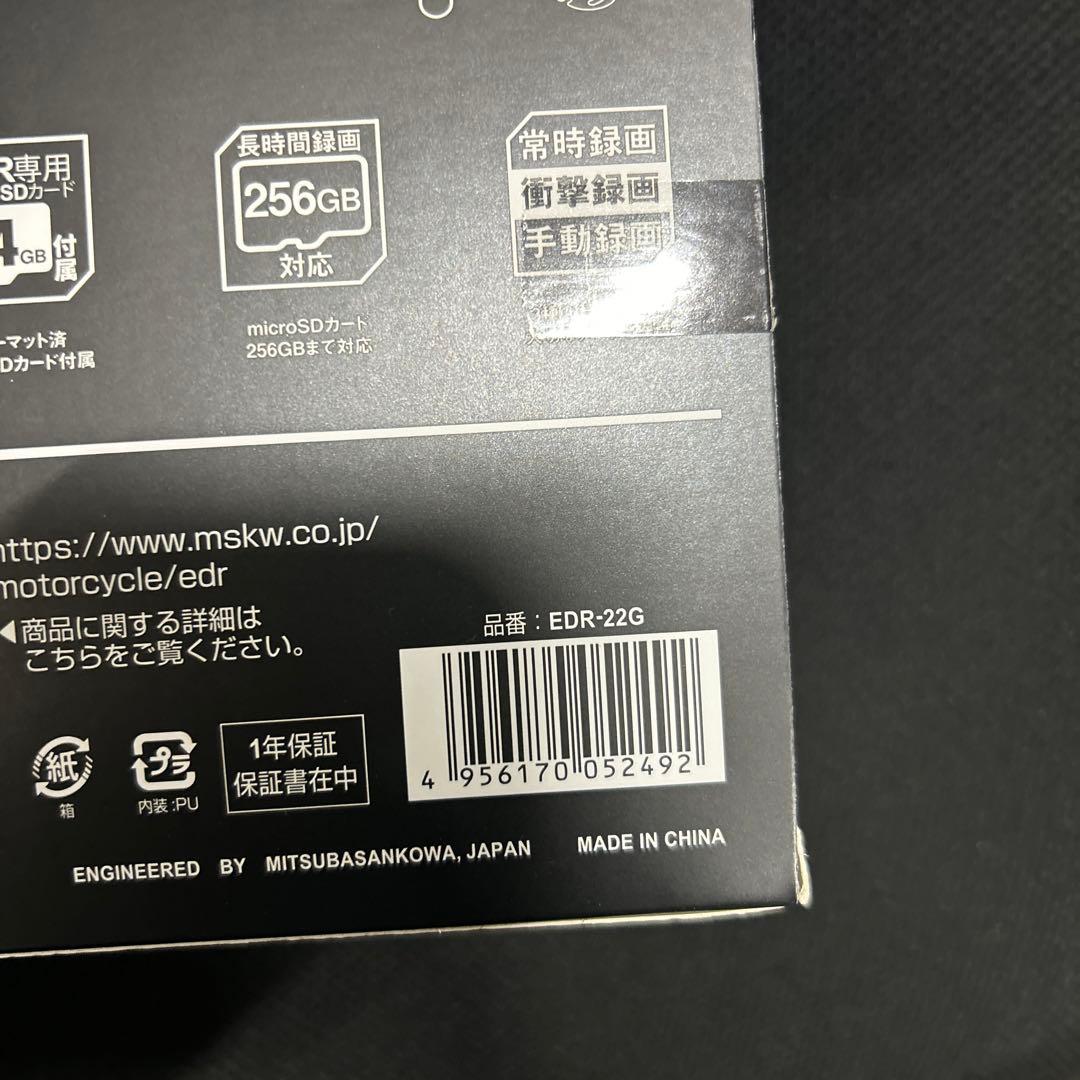 R専用
SDカード
4GB
付属
ーマット済
Dカード付属
長時間録画
256GB
対応
microSDカード
256GBまで対応
常時録画
衝撃録画
手動録画
https://www.mskw.co.jp/
motorcycle/edr
◀商品に関する詳細は
こちらをご覧ください。
品番：EDR-22G
4 956170 052492
紙
箱
プラ
内装:PU
1年保証
保証書在中
ENGINEERED BY MITSUBASANKOWA, JAPAN
MADE IN CHINA